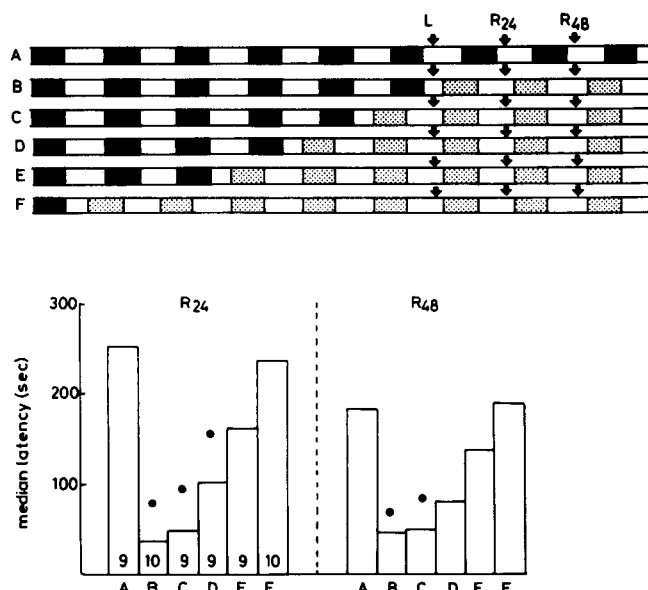 L R24 R48
A
B
C
D
E
F
R24 R48
300
200
100
median latency (sec)
9 10 9 9 9 10
A B C D E F A B C D E F